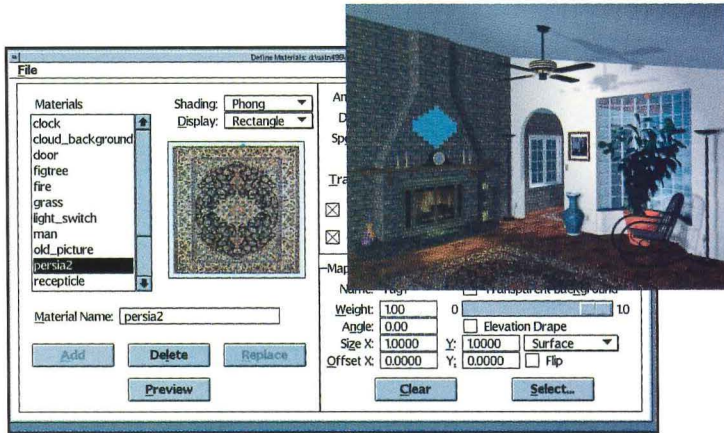 Define Materials:
File
Materials
clock
cloud_background
door
figtree
fire
grass
light_switch
man
old_picture
persia2
recepticle
Shading: Phong
Display: Rectangle
Material Name: persia2
Add Delete Replace
Preview
Weight: 1.00 0 1.0
Angle: 0.00 Elevation Drape
Size X: 1.0000 Y: 1.0000 Surface
Offset X: 0.0000 Y: 0.0000 Flip
Clear Select...